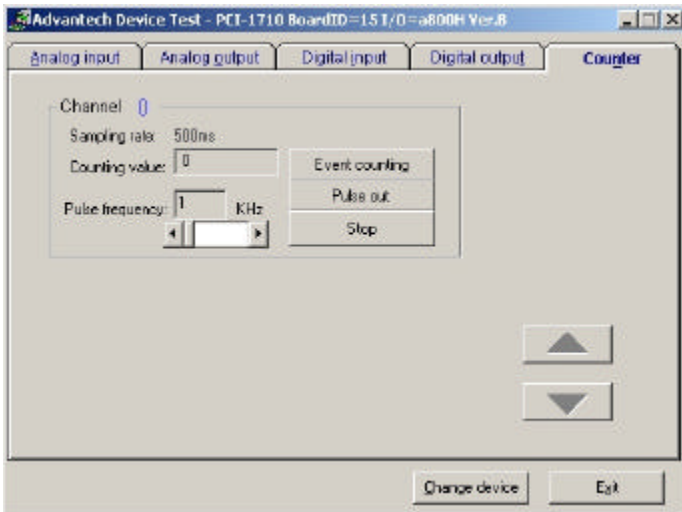 Advantech Device Test - PCI-1710 BoardID=15 I/O=a800H Ver.B
Analog input Analog output Digital input Digital output Counter
Channel 0
Sampling rate: 500ms
Counting value: 0
Event counting
Pulse out
Pulse frequency: 1 KHz
Stop
Change device Exit